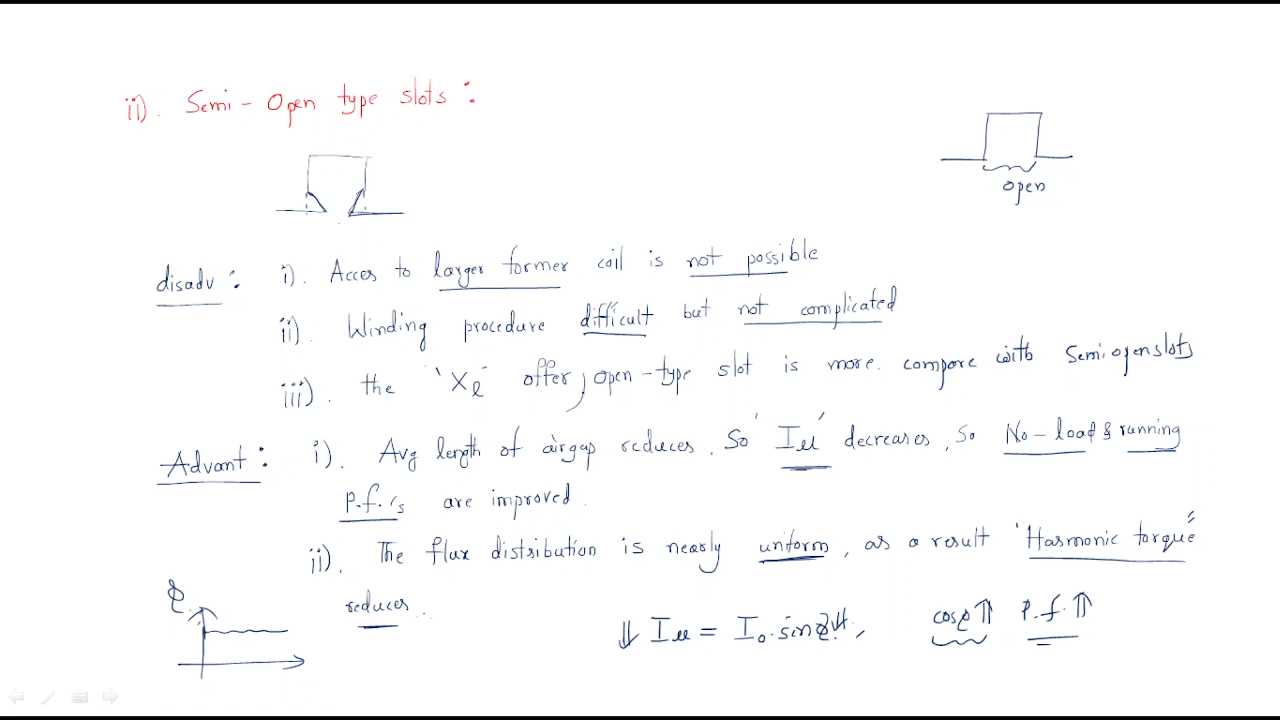 ii). Semi - Open type slots :
open
disadv : i). Acces to larger former coil is not possible
ii). Winding procedure difficult but not complicated
iii). the 'Xℓ' offer, open - type slot is more. compare with Semiopenslots
Advant : i). Avg length of airgap reduces. So 'Iμ' decreases, so No - load & running
P.f.'s are improved.
ii). The flux distribution is nearly uniform, as a result 'Harmonic torque"
reduces.
↓↓ Iμ = I₀. sinφ↓↓, cosφ ↑↑ P.f. ↑↑